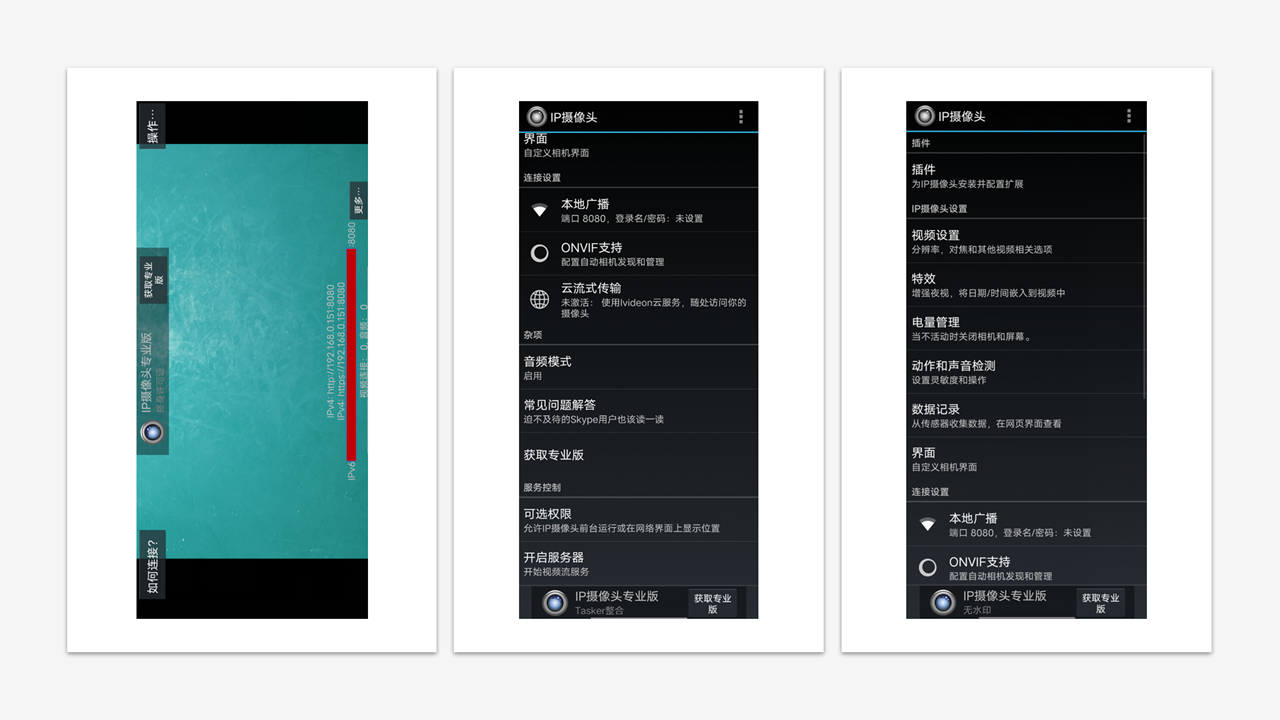 操作…
更多…
获取专业
版
IP摄像头专业版
终身许可证
如何连接?
IPv4: http://192.168.0.151:8080
IPv4: https://192.168.0.151:8080
IPv6
:8080
视频连接: 0, 音频: 0
IP摄像头
界面
自定义相机界面
连接设置
本地广播
端口 8080，登录名/密码：未设置
ONVIF支持
配置自动相机发现和管理
云流式传输
未激活： 使用Ivideon云服务，随处访问你的
摄像头
杂项
音频模式
启用
常见问题解答
迫不及待的Skype用户也该读一读
获取专业版
服务控制
可选权限
允许IP摄像头前台运行或在网络界面上显示位置
开启服务器
开始视频流服务
IP摄像头专业版
Tasker整合
获取专业
版
IP摄像头
插件
插件
为IP摄像头安装并配置扩展
IP摄像头设置
视频设置
分辨率，对焦和其他视频相关选项
特效
增强夜视，将日期/时间嵌入到视频中
电量管理
当不活动时关闭相机和屏幕。
动作和声音检测
设置灵敏度和操作
数据记录
从传感器收集数据，在网页界面查看
界面
自定义相机界面
连接设置
本地广播
端口 8080，登录名/密码：未设置
ONVIF支持
配置自动相机发现和管理
IP摄像头专业版
无水印
获取专业
版